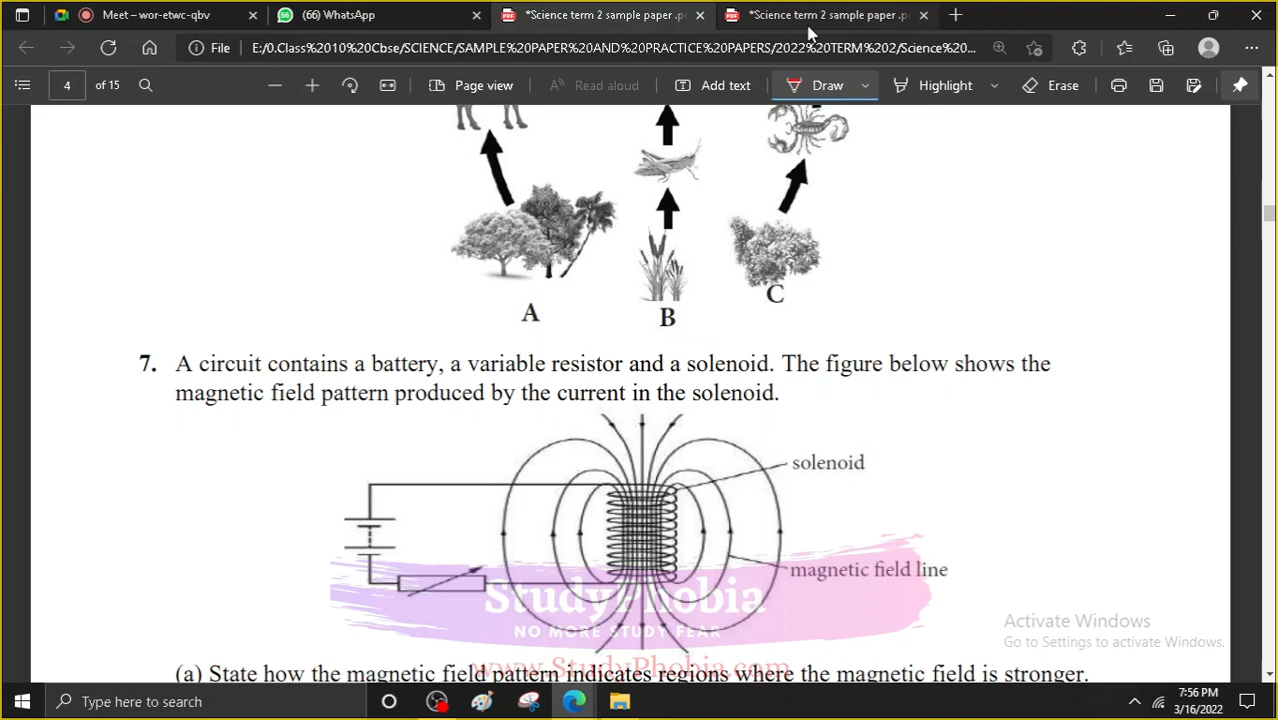 Meet – wor-etwc-qbv
(66) WhatsApp
*Science term 2 sample paper .p
*Science term 2 sample paper .p
File
E:/0.Class%2010%20Cbse/SCIENCE/SAMPLE%20PAPER%20AND%20PRACTICE%20PAPERS/2022%20TERM%202/Science%20...
4 of 15
Page view
Read aloud
Add text
Draw
Highlight
Erase
A
B
C
7. A circuit contains a battery, a variable resistor and a solenoid. The figure below shows the
magnetic field pattern produced by the current in the solenoid.
solenoid
magnetic field line
StudyPhobia
NO MORE STUDY FEAR
www.StudyPhobia.com
Activate Windows
Go to Settings to activate Windows.
(a) State how the magnetic field pattern indicates regions where the magnetic field is stronger.
Type here to search
7:56 PM
3/16/2022